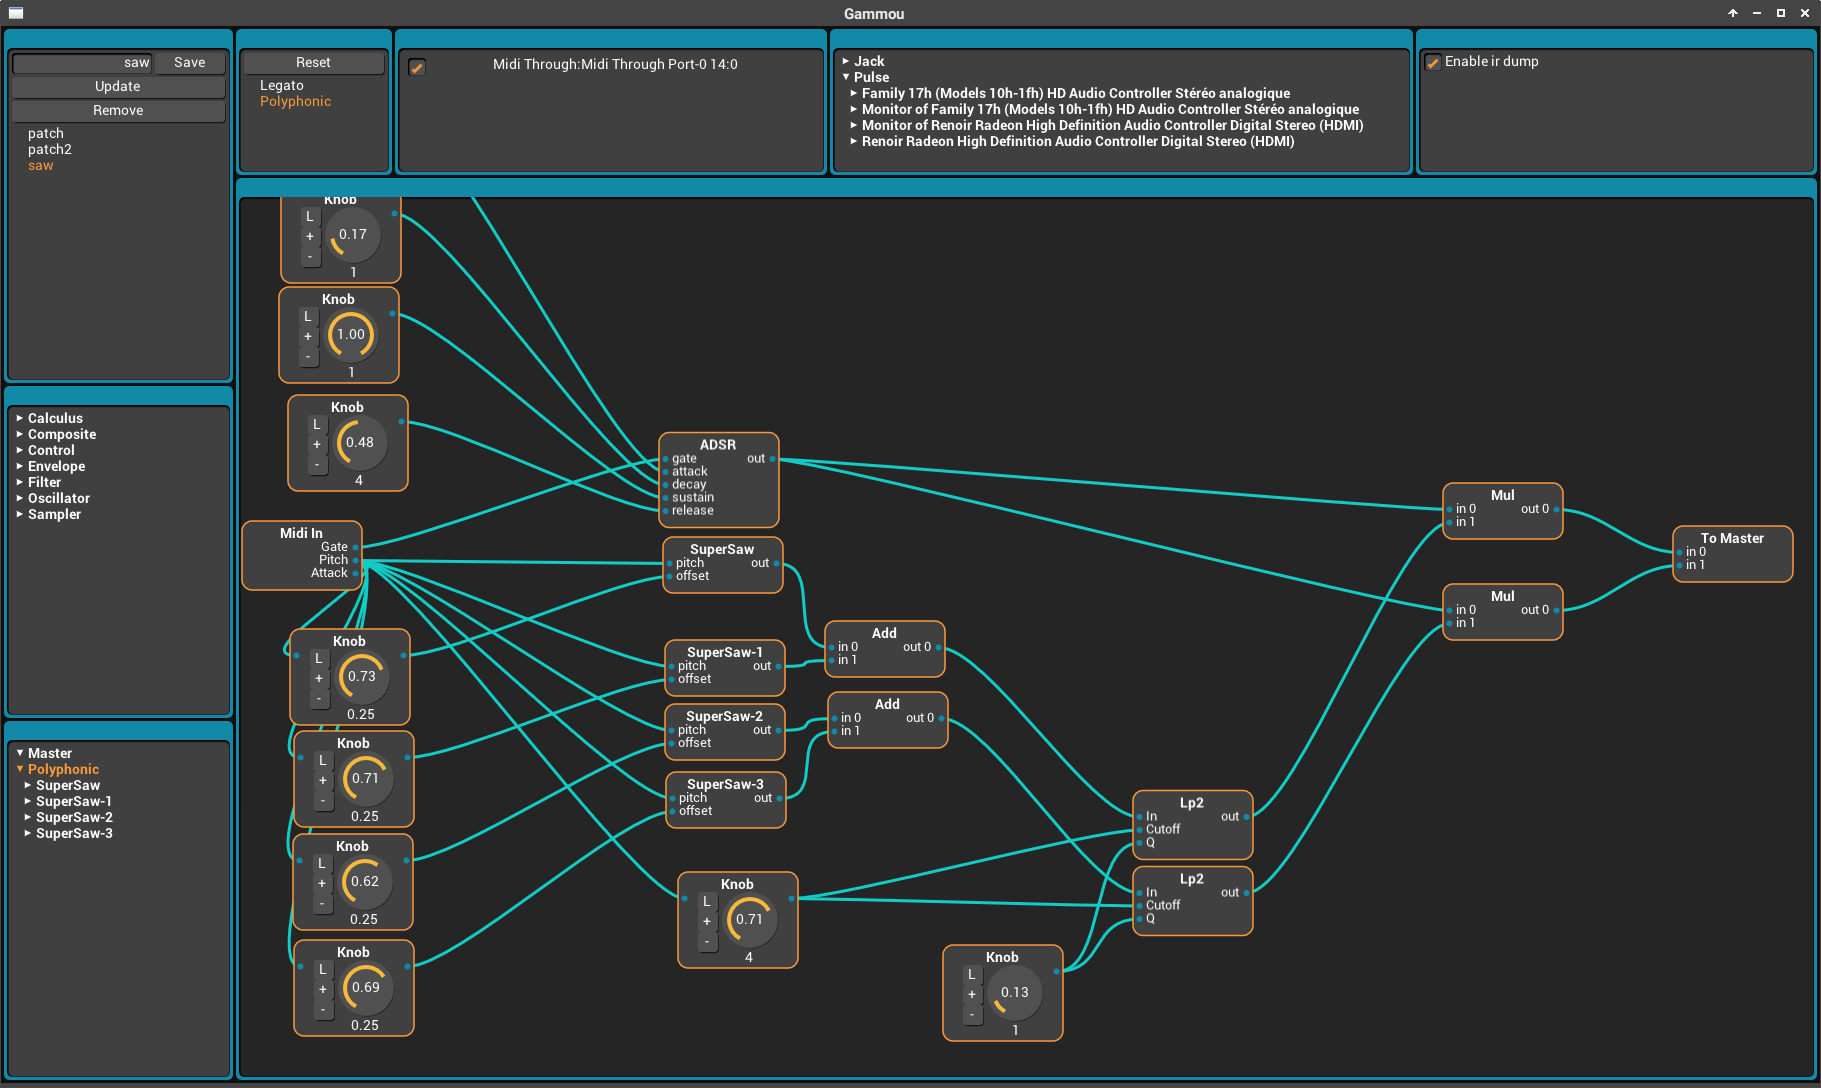 Gammou
saw Save
Update
Remove
patch
patch2
saw
Reset
Legato
Polyphonic
Midi Through:Midi Through Port-0 14:0
Jack
Pulse
Family 17h (Models 10h-1fh) HD Audio Controller Stéréo analogique
Monitor of Family 17h (Models 10h-1fh) HD Audio Controller Stéréo analogique
Monitor of Renoir Radeon High Definition Audio Controller Digital Stereo (HDMI)
Renoir Radeon High Definition Audio Controller Digital Stereo (HDMI)
Enable ir dump
Calculus
Composite
Control
Envelope
Filter
Oscillator
Sampler
Master
Polyphonic
SuperSaw
SuperSaw-1
SuperSaw-2
SuperSaw-3
Knob
L
+ 0.17
-
1
Knob
L
+ 1.00
-
1
Knob
L
+ 0.48
-
4
Midi In
Gate
Pitch
Attack
Knob
L
+ 0.73
-
0.25
Knob
L
+ 0.71
-
0.25
Knob
L
+ 0.62
-
0.25
Knob
L
+ 0.69
-
0.25
ADSR
gate out
attack
decay
sustain
release
SuperSaw
pitch out
offset
SuperSaw-1
pitch out
offset
SuperSaw-2
pitch out
offset
SuperSaw-3
pitch out
offset
Add
in 0 out 0
in 1
Add
in 0 out 0
in 1
Knob
L
+ 0.71
-
4
Knob
L
+ 0.13
-
1
Lp2
In out
Cutoff
Q
Lp2
In out
Cutoff
Q
Mul
in 0 out 0
in 1
Mul
in 0 out 0
in 1
To Master
in 0
in 1